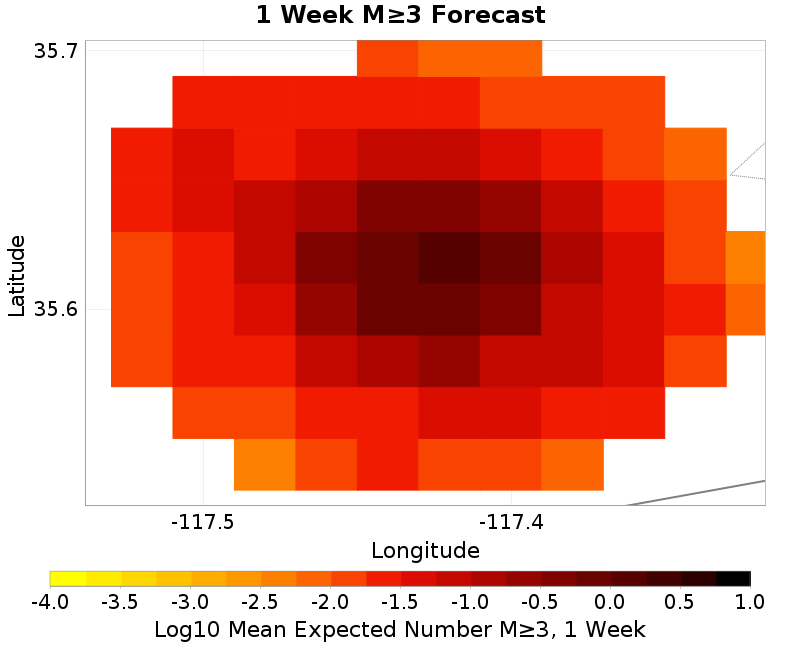 1 Week M≥3 Forecast
35.7
35.6
Latitude
-117.5 -117.4
Longitude
-4.0 -3.5 -3.0 -2.5 -2.0 -1.5 -1.0 -0.5 0.0 0.5 1.0
Log10 Mean Expected Number M≥3, 1 Week